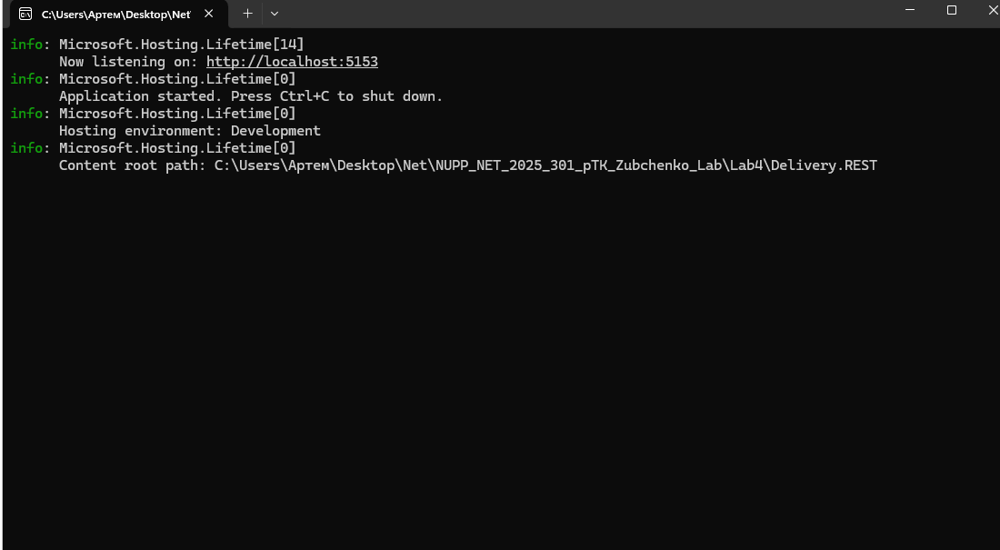 C:\Users\Артем\Desktop\Net\
info: Microsoft.Hosting.Lifetime[14]
Now listening on: http://localhost:5153
info: Microsoft.Hosting.Lifetime[0]
Application started. Press Ctrl+C to shut down.
info: Microsoft.Hosting.Lifetime[0]
Hosting environment: Development
info: Microsoft.Hosting.Lifetime[0]
Content root path: C:\Users\Артем\Desktop\Net\NUPP_NET_2025_301_pTK_Zubchenko_Lab\Lab4\Delivery.REST